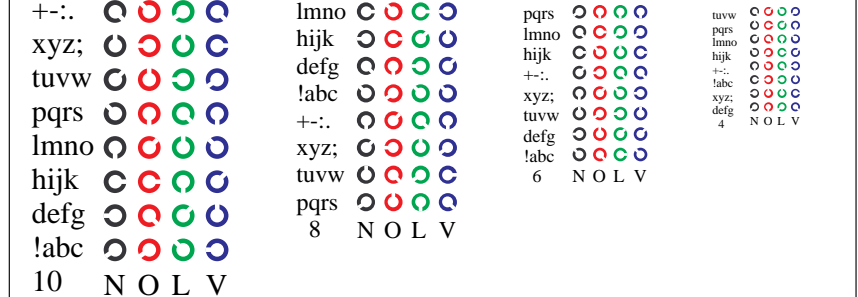 +-:.
xyz;
tuvw
pqrs
lmno
hijk
defg
!abc
10 N O L V
lmno
hijk
defg
!abc
+-:.
xyz;
tuvw
pqrs
8 N O L V
pqrs
lmno
hijk
+-:.
xyz;
tuvw
defg
!abc
6 N O L V
tuvw
pqrs
lmno
hijk
+-:.
!abc
xyz;
defg
4 N O L V